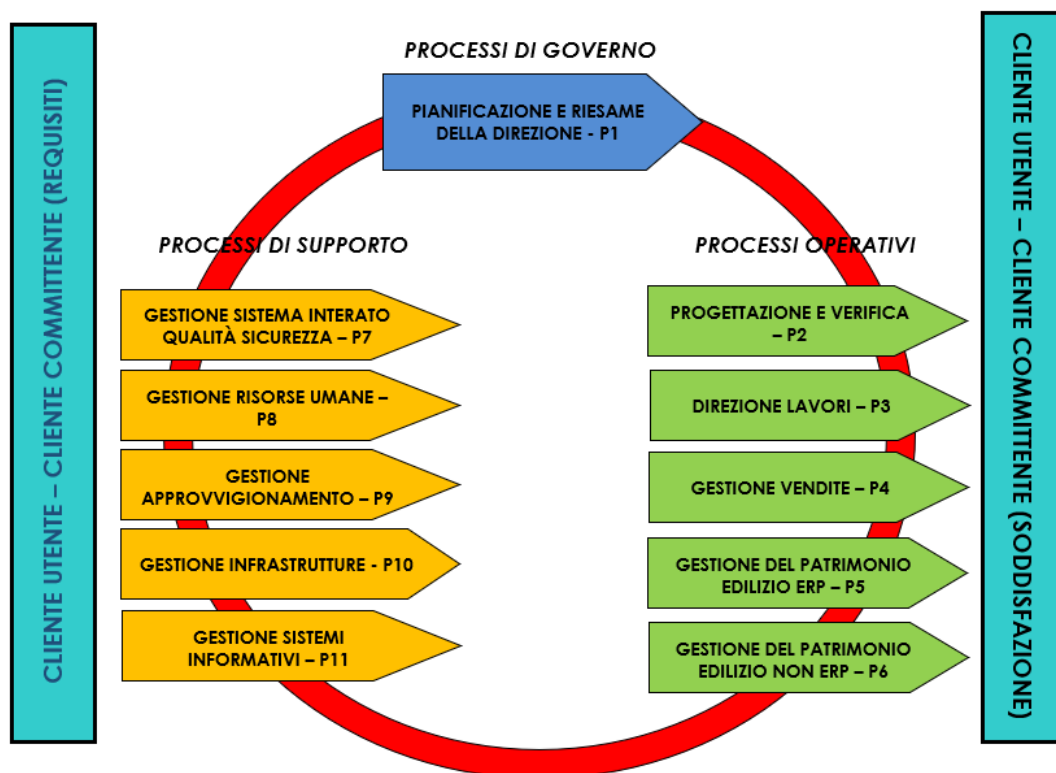 CLIENTE UTENTE – CLIENTE COMMITTENTE (REQUISITI)
PROCESSI DI GOVERNO
PIANIFICAZIONE E RIESAME
DELLA DIREZIONE - P1
PROCESSI DI SUPPORTO
GESTIONE SISTEMA INTERATO
QUALITÀ SICUREZZA – P7
GESTIONE RISORSE UMANE –
P8
GESTIONE
APPROVVIGIONAMENTO – P9
GESTIONE INFRASTRUTTURE - P10
GESTIONE SISTEMI
INFORMATIVI – P11
PROCESSI OPERATIVI
PROGETTAZIONE E VERIFICA
– P2
DIREZIONE LAVORI – P3
GESTIONE VENDITE – P4
GESTIONE DEL PATRIMONIO
EDILIZIO ERP – P5
GESTIONE DEL PATRIMONIO
EDILIZIO NON ERP – P6
CLIENTE UTENTE – CLIENTE COMMITTENTE (SODDISFAZIONE)